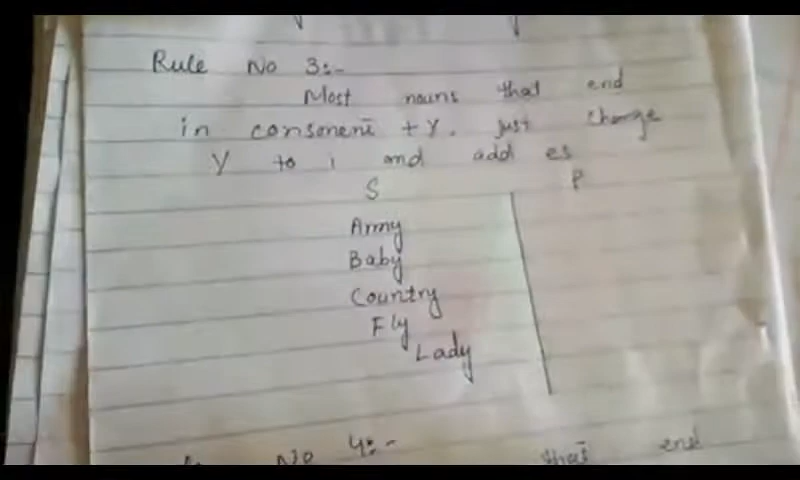 Rule No 3:-
Most nouns that end
in consonent + Y. just change
Y to i and add es
S P
Army
Baby
Country
Fly
Lady
No 4:- that end